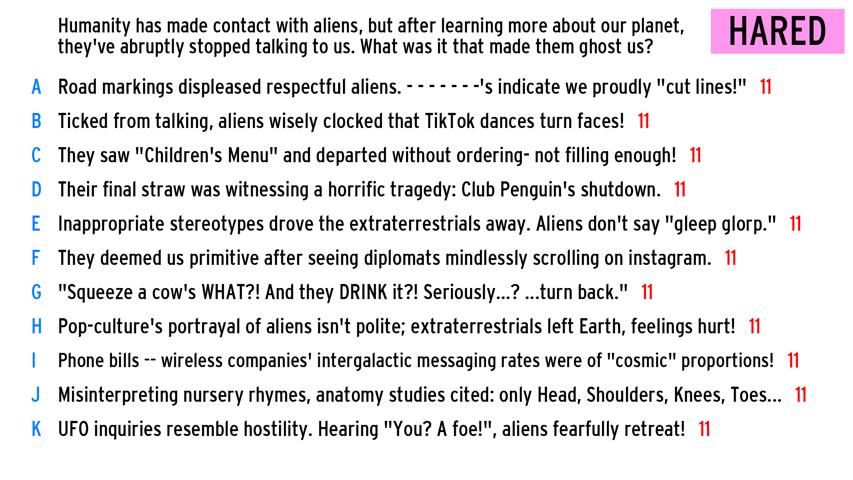 Humanity has made contact with aliens, but after learning more about our planet,
they've abruptly stopped talking to us. What was it that made them ghost us?
HARED
A Road markings displeased respectful aliens. - - - - - - -'s indicate we proudly "cut lines!" 11
B Ticked from talking, aliens wisely clocked that TikTok dances turn faces! 11
C They saw "Children's Menu" and departed without ordering- not filling enough! 11
D Their final straw was witnessing a horrific tragedy: Club Penguin's shutdown. 11
E Inappropriate stereotypes drove the extraterrestrials away. Aliens don't say "gleep glorp." 11
F They deemed us primitive after seeing diplomats mindlessly scrolling on instagram. 11
G "Squeeze a cow's WHAT?! And they DRINK it?! Seriously...? ...turn back." 11
H Pop-culture's portrayal of aliens isn't polite; extraterrestrials left Earth, feelings hurt! 11
I Phone bills -- wireless companies' intergalactic messaging rates were of "cosmic" proportions! 11
J Misinterpreting nursery rhymes, anatomy studies cited: only Head, Shoulders, Knees, Toes... 11
K UFO inquiries resemble hostility. Hearing "You? A foe!", aliens fearfully retreat! 11